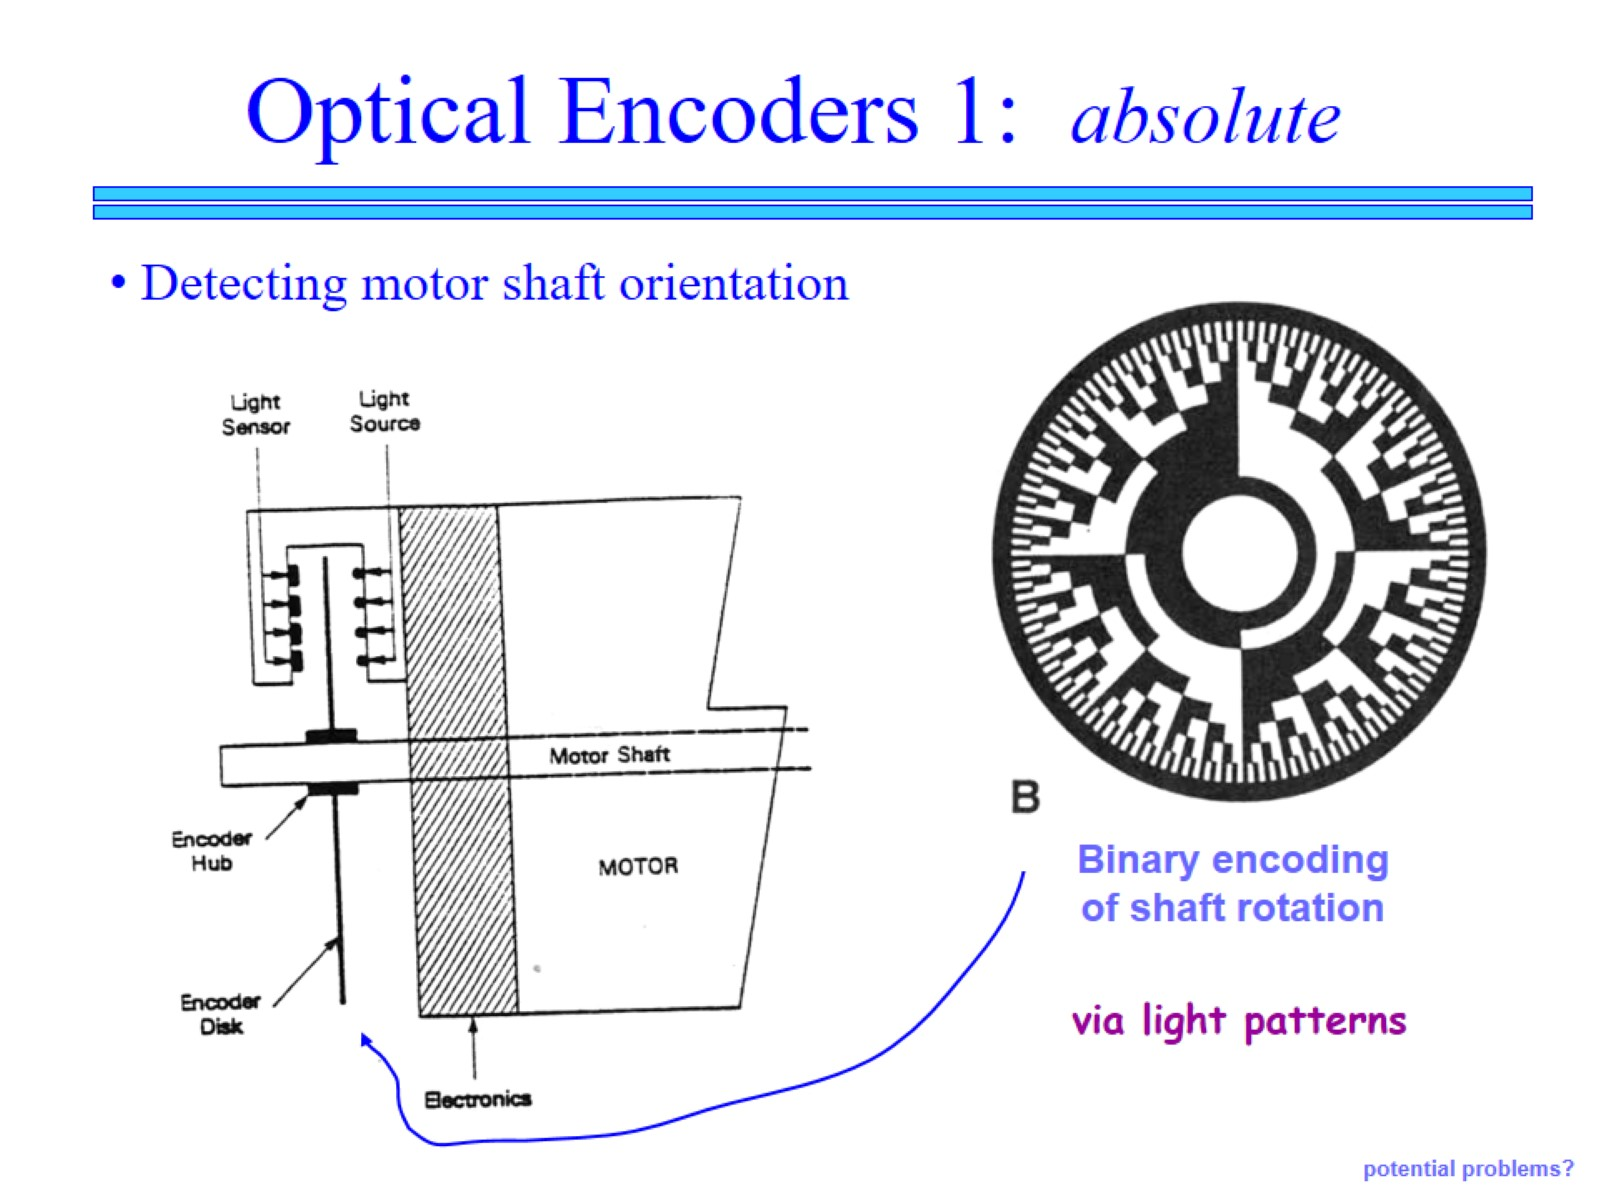 Optical Encoders 1: absolute
• Detecting motor shaft orientation
Light
Sensor
Light
Source
Motor Shaft
Encoder
Hub
MOTOR
Encoder
Disk
Electronics
B
Binary encoding
of shaft rotation
via light patterns
potential problems?